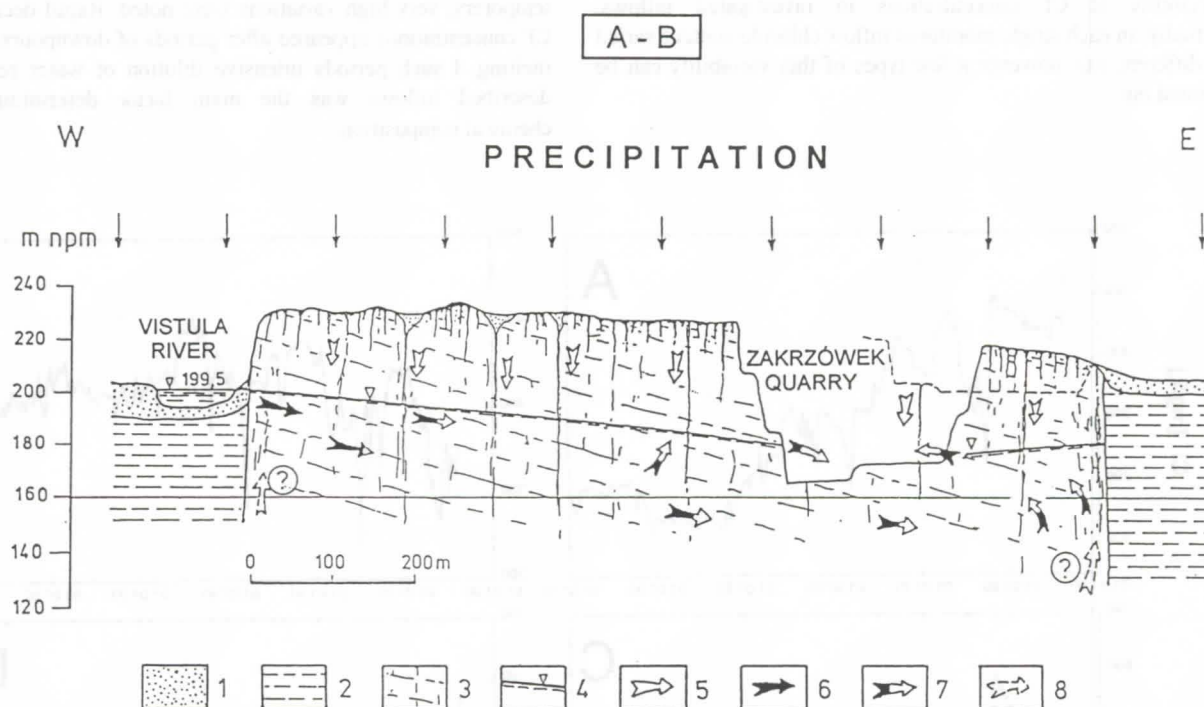 A - B
W
E
PRECIPITATION
m npm
240
220
200
180
160
140
120
VISTULA
RIVER
199,5
ZAKRZÓWEK
QUARRY
?
?
0 100 200 m
1 2 3 4 5 6 7 8